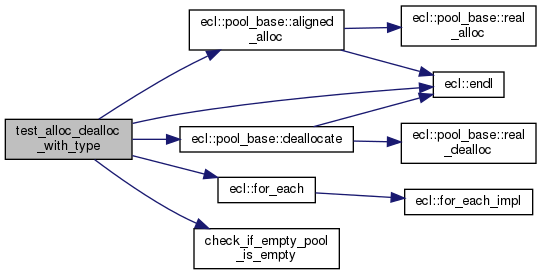 test_alloc_dealloc
_with_type
ecl::pool_base::aligned
_alloc
ecl::pool_base::real
_alloc
ecl::endl
ecl::pool_base::deallocate
ecl::pool_base::real
_dealloc
ecl::for_each
ecl::for_each_impl
check_if_empty_pool
_is_empty